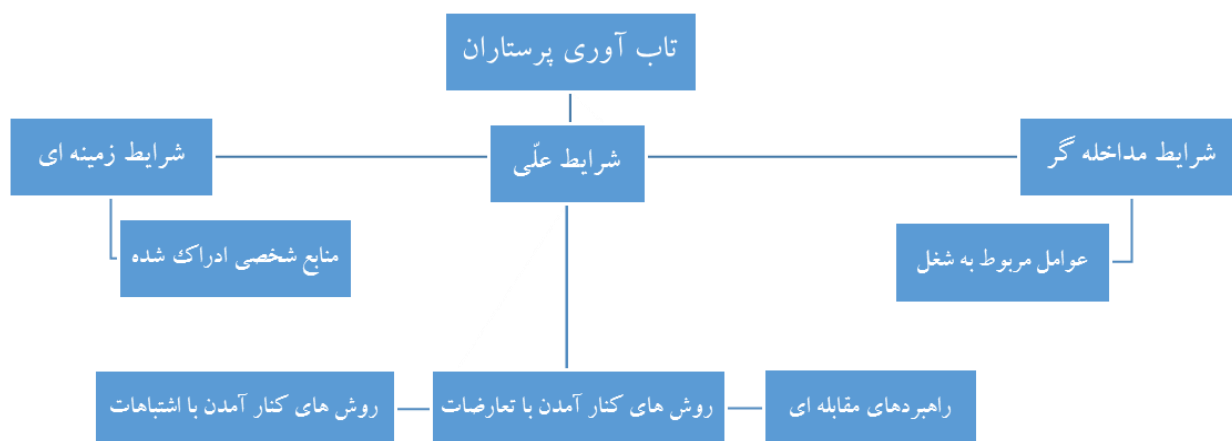 تاب آوری پرستاران
شرایط مداخله گر
شرایط علّی
شرایط زمینه ای
عوامل مربوط به شغل
منابع شخصی ادراک شده
راهبردهای مقابله ای
روش های کنار آمدن با تعارضات
روش های کنار آمدن با اشتباهات